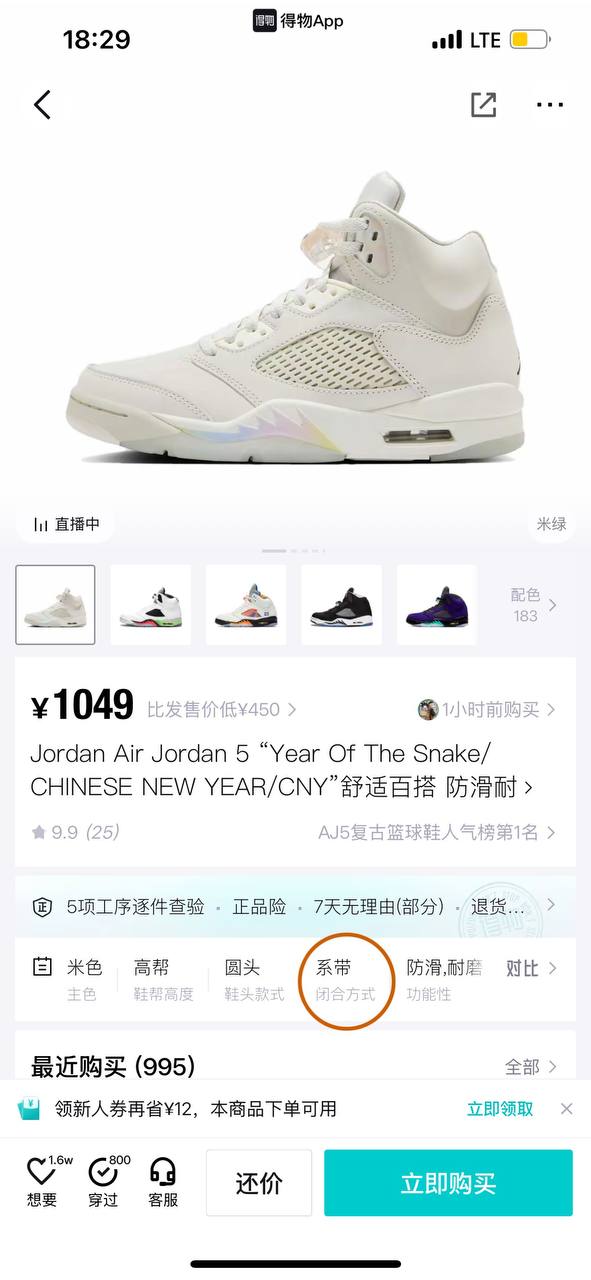 得物 得物App
18:29 LTE
直播中 米绿
配色
183
¥1049 比发售价低¥450 1小时前购买
Jordan Air Jordan 5 “Year Of The Snake/
CHINESE NEW YEAR/CNY”舒适百搭 防滑耐
9.9 (25) AJ5复古篮球鞋人气榜第1名
正 5项工序逐件查验 · 正品险 · 7天无理由(部分) · 退货...
米色 高帮 圆头 系带 防滑,耐磨 对比
主色 鞋帮高度 鞋头款式 闭合方式 功能性
最近购买 (995) 全部
¥ 领新人券再省¥12，本商品下单可用 立即领取
1.6w 800
想要 穿过 客服 还价 立即购买